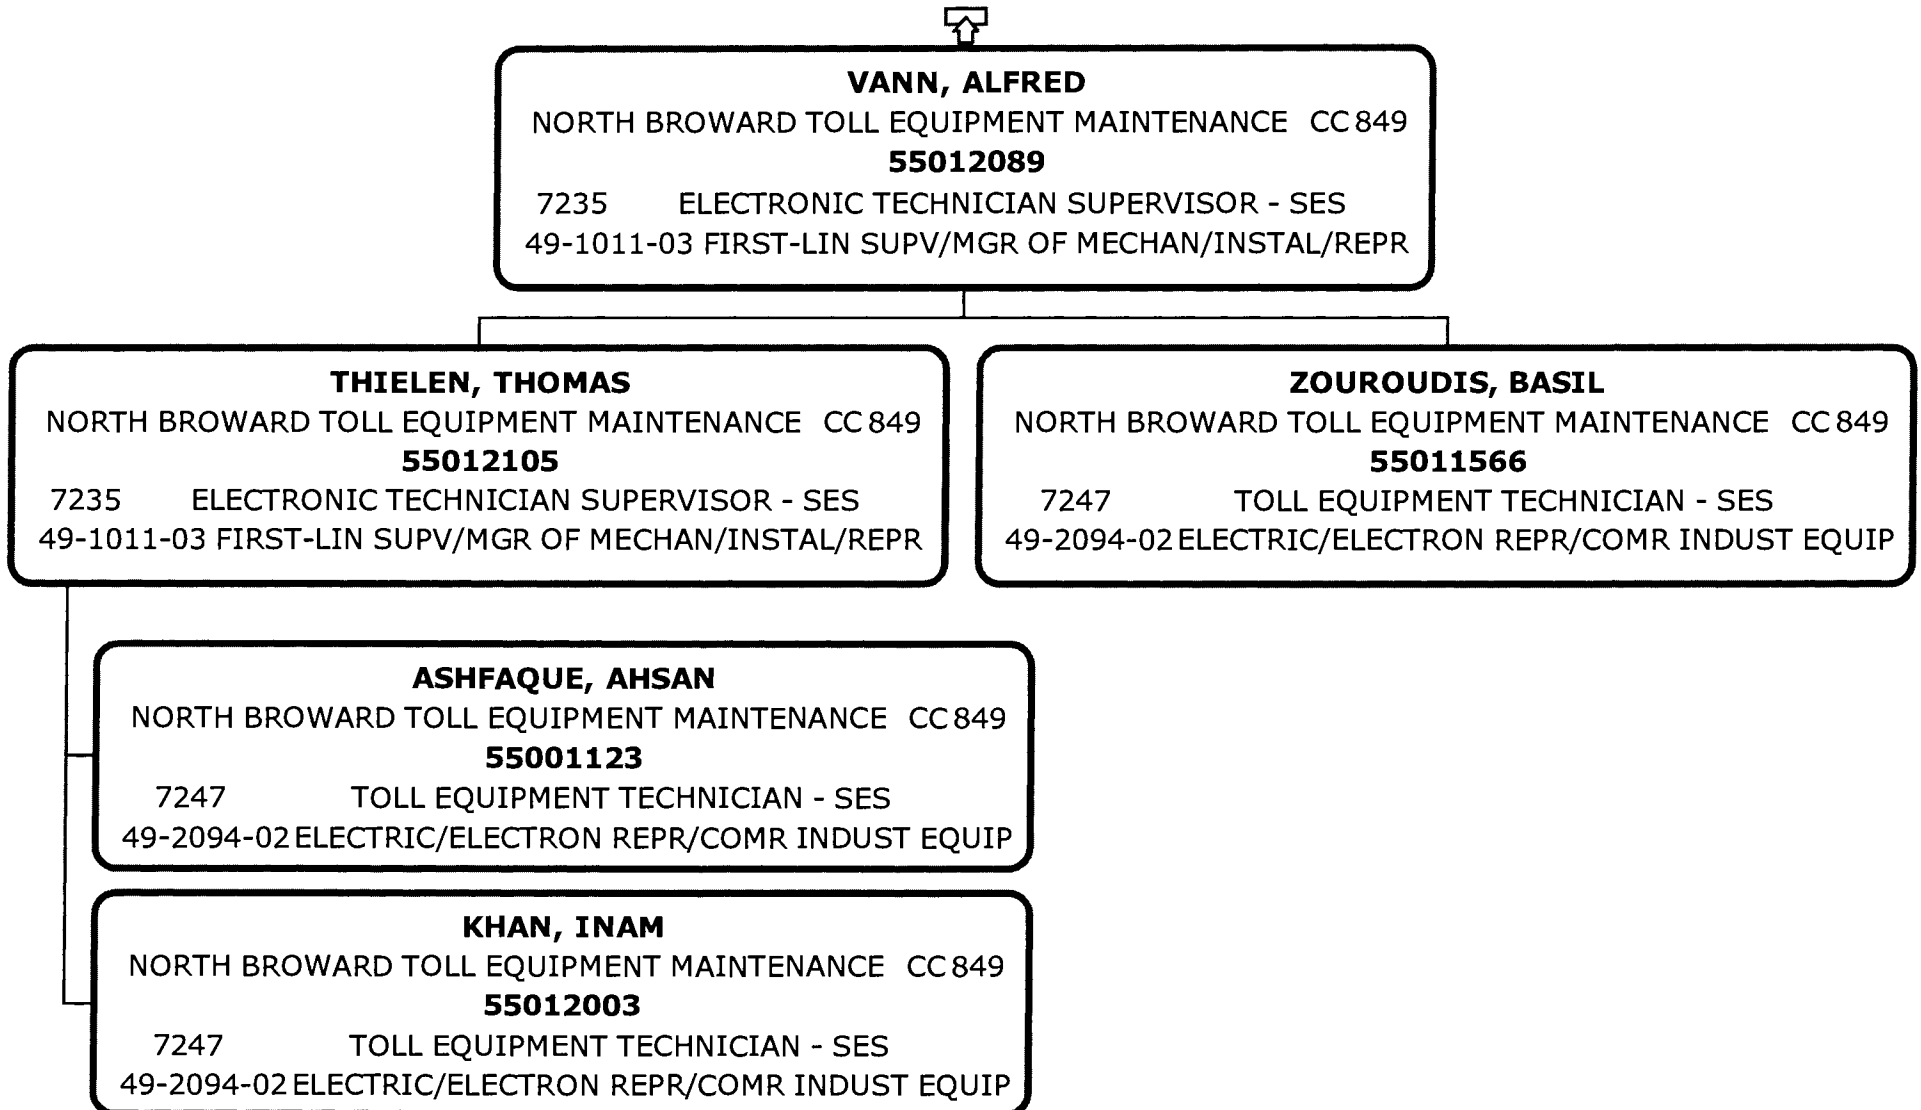 VANN, ALFRED
NORTH BROWARD TOLL EQUIPMENT MAINTENANCE CC 849
55012089
7235 ELECTRONIC TECHNICIAN SUPERVISOR - SES
49-1011-03 FIRST-LIN SUPV/MGR OF MECHAN/INSTAL/REPR
THIELEN, THOMAS
NORTH BROWARD TOLL EQUIPMENT MAINTENANCE CC 849
55012105
7235 ELECTRONIC TECHNICIAN SUPERVISOR - SES
49-1011-03 FIRST-LIN SUPV/MGR OF MECHAN/INSTAL/REPR
ZOUROUDIS, BASIL
NORTH BROWARD TOLL EQUIPMENT MAINTENANCE CC 849
55011566
7247 TOLL EQUIPMENT TECHNICIAN - SES
49-2094-02 ELECTRIC/ELECTRON REPR/COMR INDUST EQUIP
ASHFAQUE, AHSAN
NORTH BROWARD TOLL EQUIPMENT MAINTENANCE CC 849
55001123
7247 TOLL EQUIPMENT TECHNICIAN - SES
49-2094-02 ELECTRIC/ELECTRON REPR/COMR INDUST EQUIP
KHAN, INAM
NORTH BROWARD TOLL EQUIPMENT MAINTENANCE CC 849
55012003
7247 TOLL EQUIPMENT TECHNICIAN - SES
49-2094-02 ELECTRIC/ELECTRON REPR/COMR INDUST EQUIP